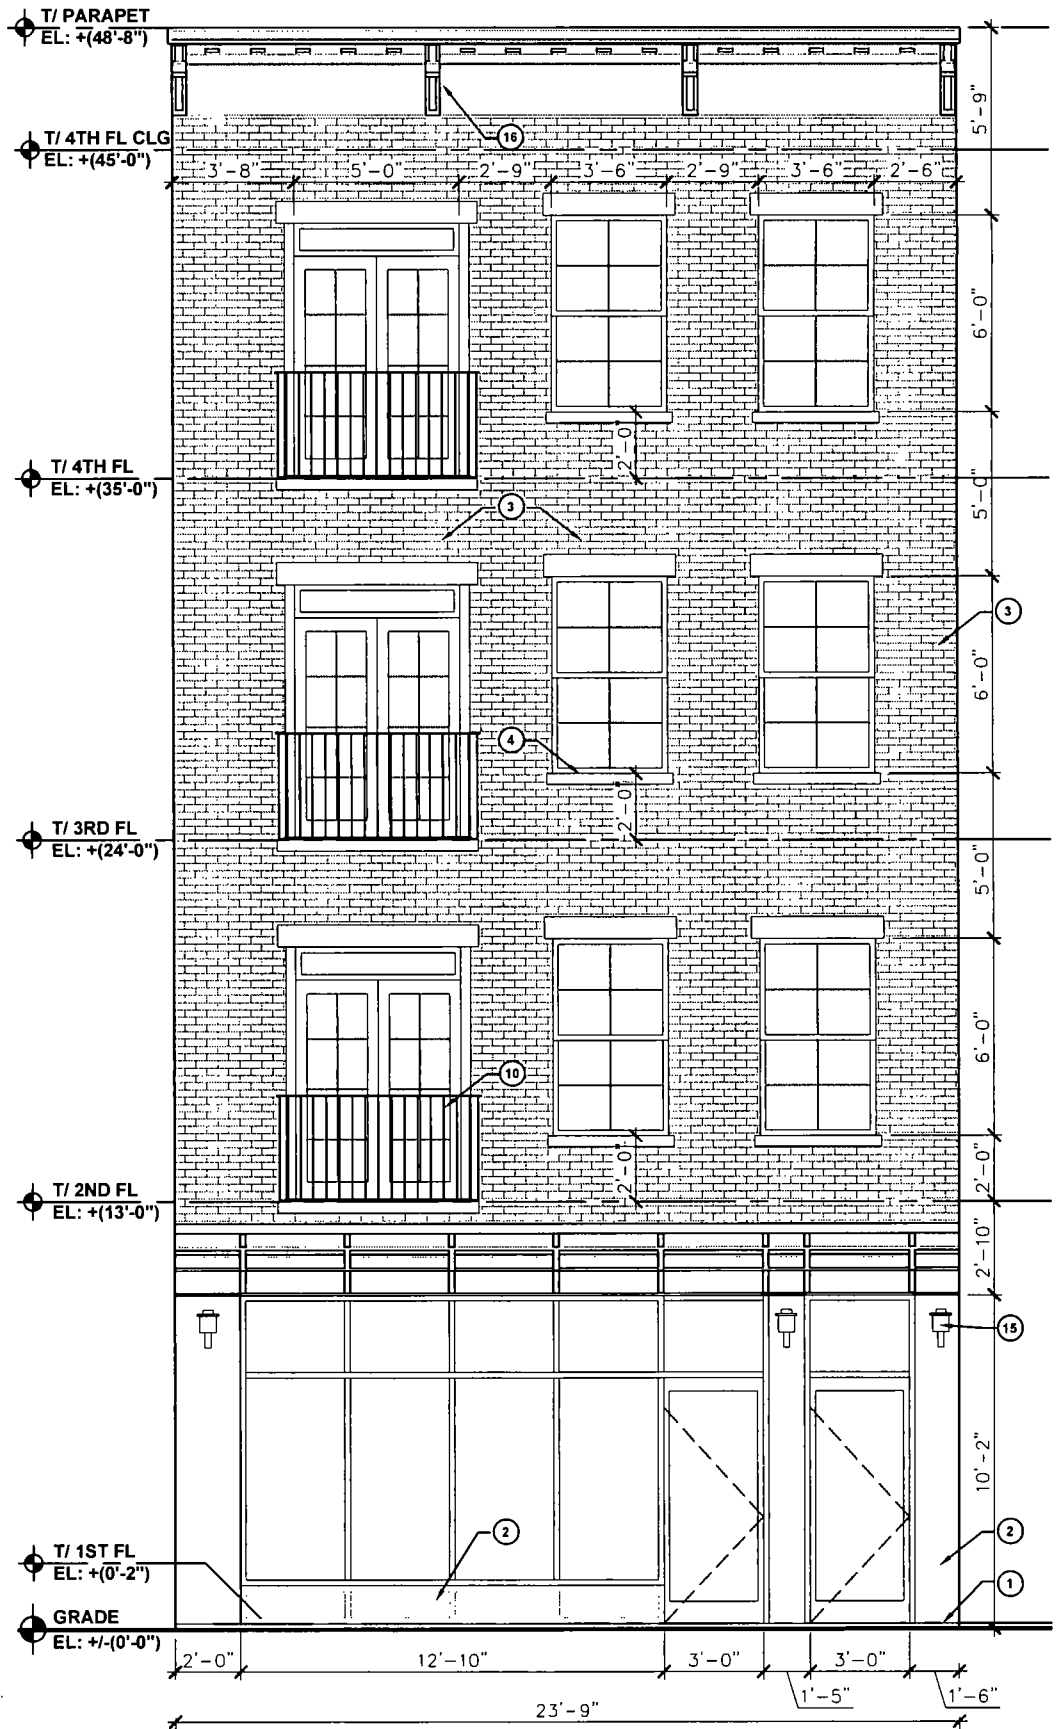 T/ PARAPET
EL: +(48'-8")
5'-9"
16
T/ 4TH FL CLG
EL: +(45'-0")
3'-8" 5'-0" 2'-9" 3'-6" 2'-9" 3'-6" 2'-6"
6'-0"
2'-0"
T/ 4TH FL
EL: +(35'-0")
5'-0"
3
3
6'-0"
4
2'-0"
T/ 3RD FL
EL: +(24'-0")
5'-0"
6'-0"
10
2'-0"
2'-0"
T/ 2ND FL
EL: +(13'-0")
2'-10"
15
10'-2"
2
2
T/ 1ST FL
EL: +(0'-2")
1
GRADE
EL: +/-(0'-0")
2'-0" 12'-10" 3'-0" 3'-0"
1'-5" 1'-6"
23'-9"